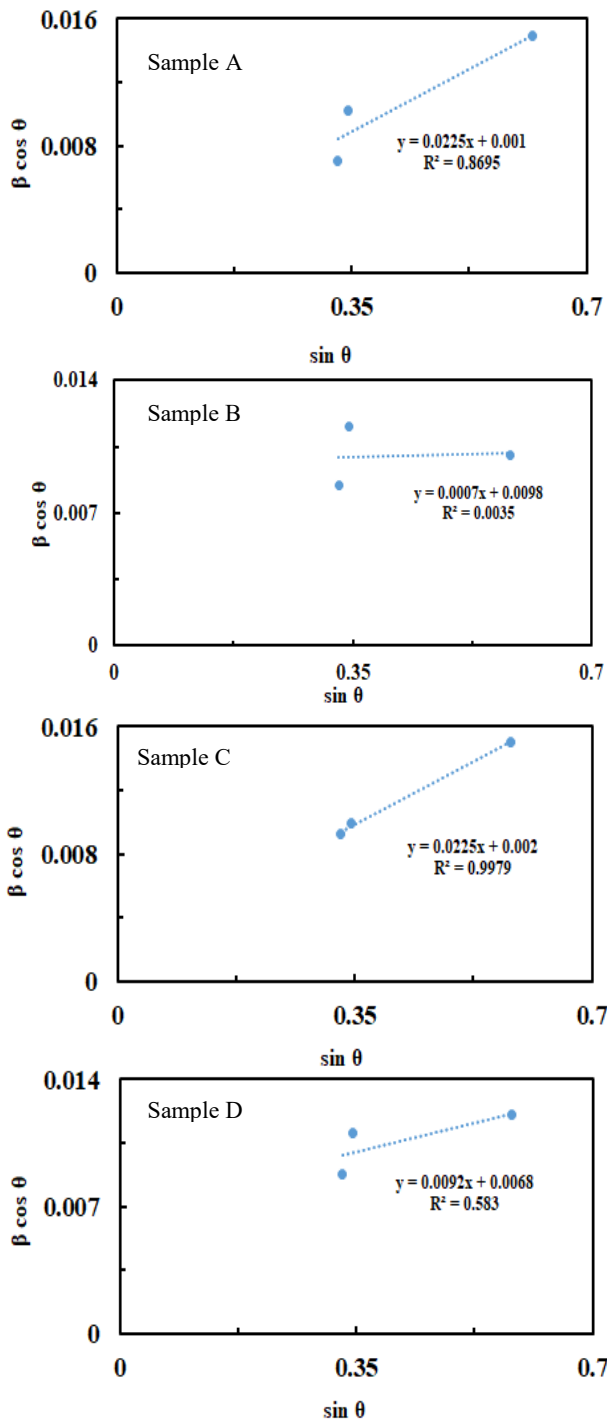 0.016
Sample A
β cos θ
0.008
y = 0.0225x + 0.001
R² = 0.8695
0
0 0.35 0.7
sin θ
0.014
Sample B
β cos θ
0.007
y = 0.0007x + 0.0098
R² = 0.0035
0
0 0.35 0.7
sin θ
0.016
Sample C
β cos θ
0.008
y = 0.0225x + 0.002
R² = 0.9979
0
0 0.35 0.7
sin θ
0.014
Sample D
β cos θ
0.007
y = 0.0092x + 0.0068
R² = 0.583
0
0 0.35 0.7
sin θ